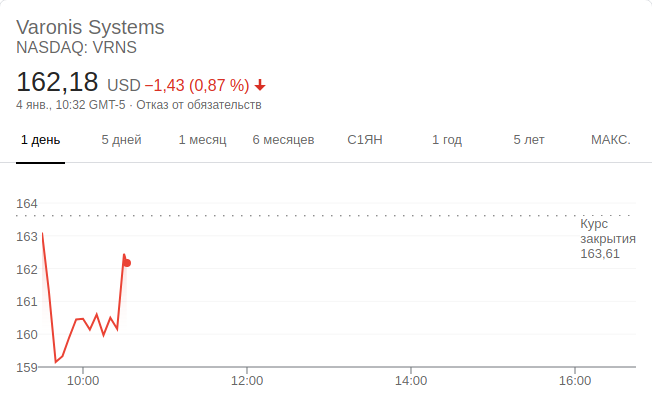 Varonis Systems
NASDAQ: VRNS
162,18 USD −1,43 (0,87 %)
4 янв., 10:32 GMT-5 · Отказ от обязательств
1 день 5 дней 1 месяц 6 месяцев С1ЯН 1 год 5 лет МАКС.
164
163
162
161
160
159
Курс
закрытия
163,61
10:00 12:00 14:00 16:00